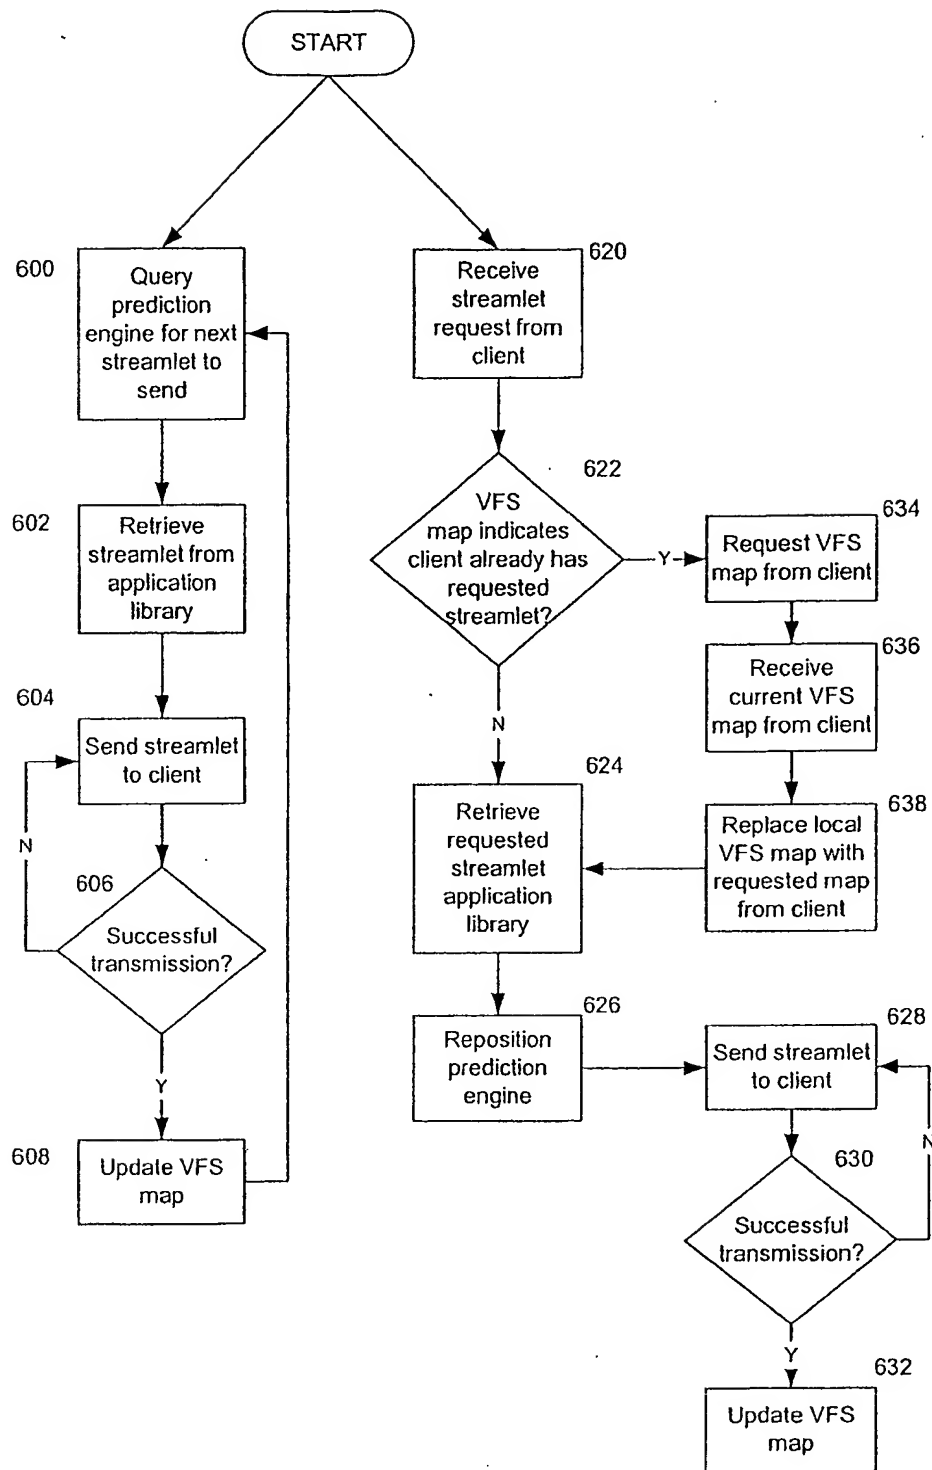 START
600
Query
prediction
engine for next
streamlet to
send
602
Retrieve
streamlet from
application
library
604
Send streamlet
to client
N
606
Successful
transmission?
Y
608
Update VFS
map
620
Receive
streamlet
request from
client
622
VFS
map indicates
client already has
requested
streamlet?
Y
N
634
Request VFS
map from client
636
Receive
current VFS
map from client
638
Replace local
VFS map with
requested map
from client
624
Retrieve
requested
streamlet
application
library
626
Reposition
prediction
engine
628
Send streamlet
to client
N
630
Successful
transmission?
Y
632
Update VFS
map